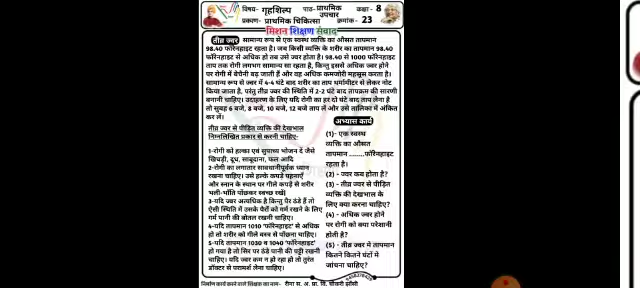 विषय- गृहशिल्प पाठ- प्राथमिक उपचार कक्षा- 8
प्रकरण- प्राथमिक चिकित्सा क्रमांक- 23
मिशन शिक्षण संवाद
तीव्र ज्वर सामान्य रूप से एक स्वस्थ व्यक्ति का औसत तापमान
98.40 फॉरेनहाइट रहता है। जब किसी व्यक्ति के शरीर का तापमान 98.40
फॉरेनहाइट से अधिक हो तब उसे ज्वर होता है। 98.40 से 1000 फॉरेनहाइट
ताप तक रोगी लगभग सामान्य सा रहता है, किन्तु इससे अधिक ज्वर होने
पर रोगी में बेचैनी बढ़ जाती हैं और वह अधिक कमजोरी महसूस करता है।
सामान्य रूप से ज्वर में 4-4 घंटे बाद शरीर का ताप थर्मामीटर से लेकर नोट
किया जाता है, परंतु तीव्र ज्वर की स्थिति में 2-2 घंटे बाद तापक्रम की सारणी
बनानी चाहिए। उदाहरण के लिए यदि रोगी का हर दो घंटे बाद ताप लेना है
तो सुबह 6 बजे, 8 बजे, 10 बजे, 12 बजे ताप लें और उसे तालिका में अंकित
कर लें।
तीव्र ज्वर से पीड़ित व्यक्ति की देखभाल
निम्नलिखित प्रकार से करनी चाहिए-
1-रोगी को हल्का एवं सुपाच्य भोजन दें जैसे
खिचड़ी, दूध, साबूदाना, फल आदि
2-रोगी का लगातार सावधानीपूर्वक ध्यान
रखना चाहिए। उसे हल्के कपड़े पहनाएँ
और स्नान के स्थान पर गीले कपड़े से शरीर
भली-भाँति पोंछकर स्वच्छ रखें|
3-यदि ज्वर अत्यधिक है किन्तु पैर ठंडे हैं तो
ऐसी स्थिति में उसके पैरों को गर्म रखने के लिए
गर्म पानी की बोतल रखनी चाहिए।
4-यदि तापमान 1010 'फॉरेनहाइट' से अधिक
हो तो शरीर को गीले वस्त्र से पोंछना चाहिए।
5-यदि तापमान 1030 व 1040 'फॉरेनहाइट'
हो गया है तो सिर पर ठंडे पानी की पट्टी रखनी
चाहिए। यदि ज्वर कम न हो रहा हो तो तुरंत
डॉक्टर से परामर्श लेना चाहिए।
अभ्यास कार्य
(1)- एक स्वस्थ
व्यक्ति का औसत
तापमान ........फॉरेनहाइट
रहता है।
(2) - ज्वर कब होता है?
(3) - तीव्र ज्वर से पीड़ित
व्यक्ति की देखभाल के
लिए क्या करना चाहिए?
(4) - अधिक ज्वर होने
पर रोगी को क्या परेशानी
होती है?
(5) - तीव्र ज्वर में तापमान
कितने कितने घंटों में
जांचना चाहिए?
निर्माण कार्य करने वाले शिक्षक का नाम-